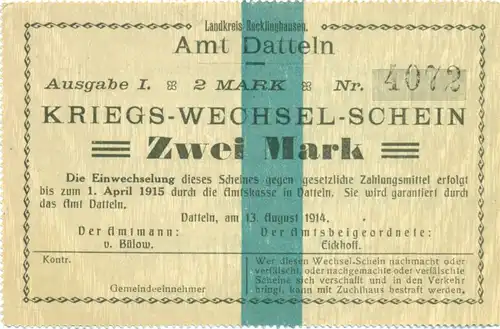 Landkreis Recklinghausen.
Amt Datteln
Ausgabe I. 2 MARK Nr. 4072
KRIEGS-WECHSEL-SCHEIN
Zwei Mark
Die Einwechselung dieses Scheines gegen gesetzliche Zahlungsmittel erfolgt
bis zum 1. April 1915 durch die Amtskasse in Datteln. Sie wird garantiert durch
das Amt Datteln.
Datteln, am 13. August 1914.
Der Amtmann: Der Amtsbeigeordnete:
v. Bülow. Eickhoff.
Kontr.
Gemeindeeinnehmer
Wer diesen Wechsel-Schein nachmacht oder
verfälscht, oder nachgemachte oder verfälschte
Scheine sich verschafft und in den Verkehr
bringt, kann mit Zuchthaus bestraft werden.